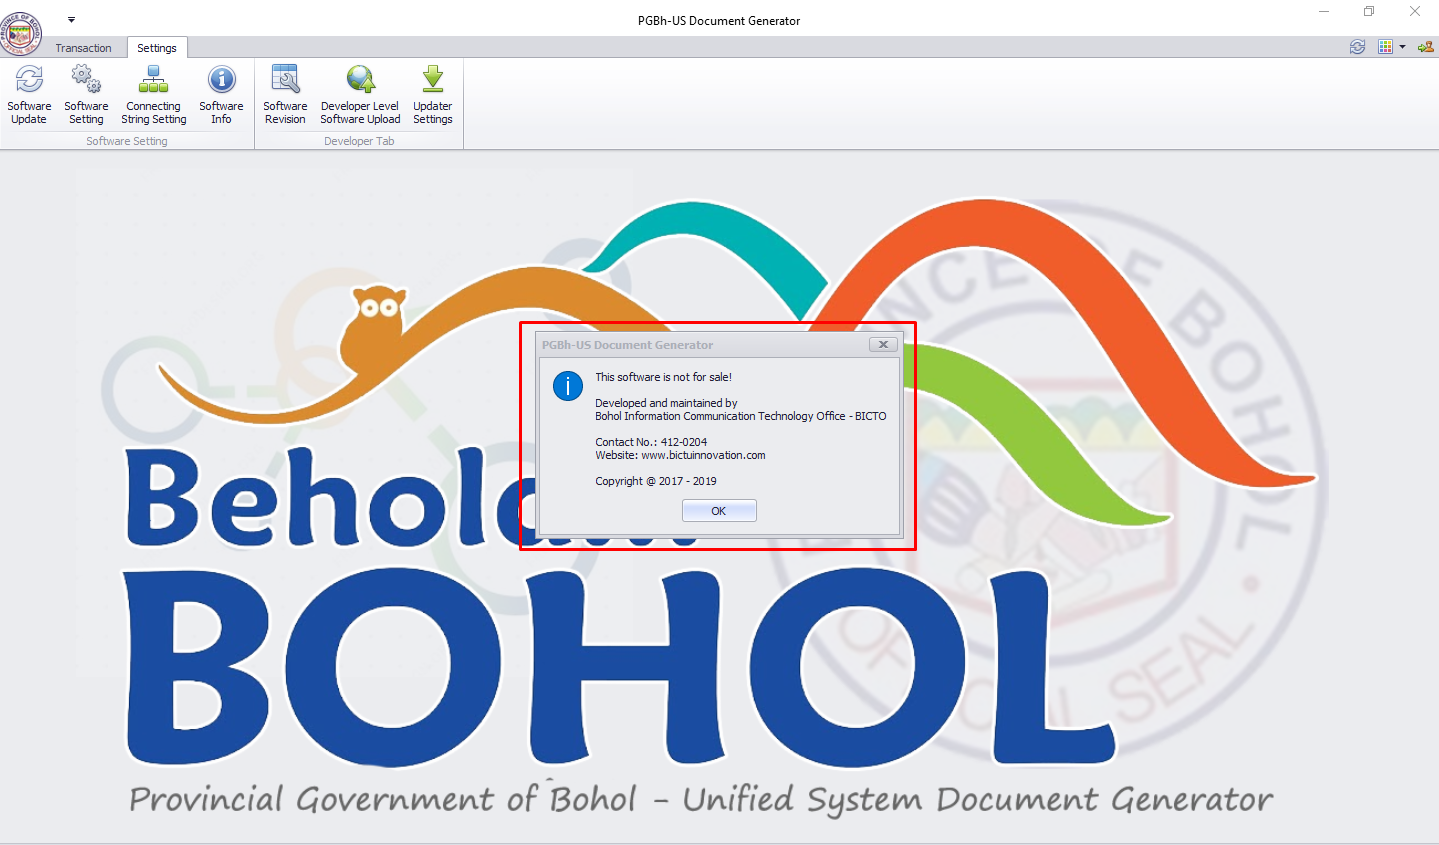 PGBh-US Document Generator
Transaction
Settings
Software Update
Software Setting
Connecting String Setting
Software Info
Software Revision
Developer Level Software Upload
Updater Settings
Software Setting
Developer Tab
PGBh-US Document Generator
This software is not for sale!
Developed and maintained by
Bohol Information Communication Technology Office - BICTO
Contact No.: 412-0204
Website: www.bictuinnovation.com
Copyright @ 2017 - 2019
OK
BOHOL
Provincial Government of Bohol - Unified System Document Generator
PROVINCE OF BOHOL
OFFICIAL SEAL